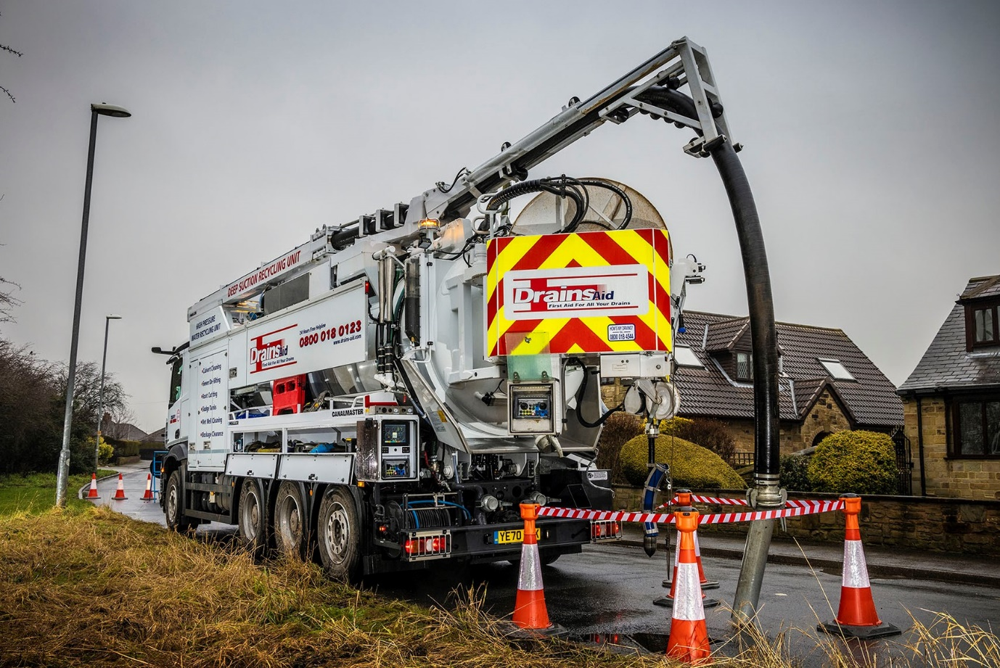 DEEP SUCTION RECYCLING UNIT
HIGH PRESSURE
WATER RECYCLING UNIT
DrainsAid
First Aid For All Your Drains
24 Hours Free Helpline
0800 018 0123
www.drains-aid.com
•Culvert Cleaning
•Sewer De-Silting
•Root Cutting
•Sludge Tanks
•Wet Well Cleaning
•Blockage Clearance
CANALMASTER
DrainsAid
First Aid For All Your Drains
HOW'S MY DRIVING?
0800 018 4544
YE70